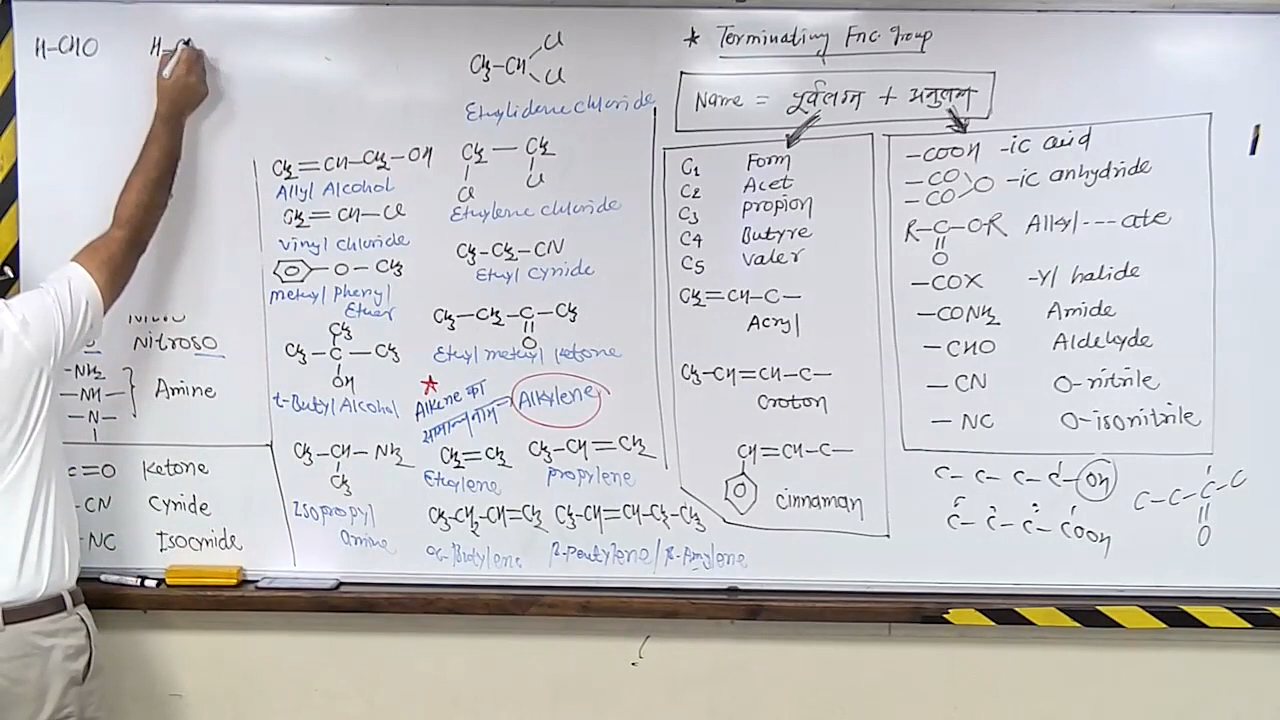 H-CHO
H-C
CH3-CH
Cl
Cl
Ethylidene chloride
CH2=CH-CH2-OH
Allyl Alcohol
CH2=CH-Cl
Vinyl chloride
-O-CH3
methyl phenyl
Ether
CH3
CH3-C-CH3
OH
t-Butyl Alcohol
CH3-CH-NH2
CH3
Isopropyl
amine
CH2-CH2
Cl
Cl
Ethylene chloride
CH3-CH2-CN
Ethyl Cynide
CH3-CH2-C-CH3
O
Ethyl methyl Ketone
Alkene का
सामान्य नाम
Alkylene
CH2=CH2
Ethylene
CH3-CH=CH2
propylene
CH3-CH2-CH=CH2
α-Butylene
CH3-CH=CH-CH2-CH3
β-pentylene/β-Amylene
Nitroso
-NH2
-NH-
-N-
Amine
C=O Ketone
-CN Cynide
-NC Isocynide
* Terminating Fnc. Group
Name = पूर्वलग्न + अनुलग्न
C1 Form
C2 Acet
C3 propion
C4 Butyre
C5 Valer
CH2=CH-C-
Acryl
CH3-CH=CH-C-
Croton
CH=CH-C-
cinnaman
-COOH -ic acid
-CO
-CO
O -ic anhydride
R-C-OR Alkyl---ate
O
-COX -yl halide
-CONH2 Amide
-CHO Aldehyde
-CN O-nitrile
-NC O-isonitrile
C-C-C-C-OH
C-C-C-COOH
C-C-C-C
O